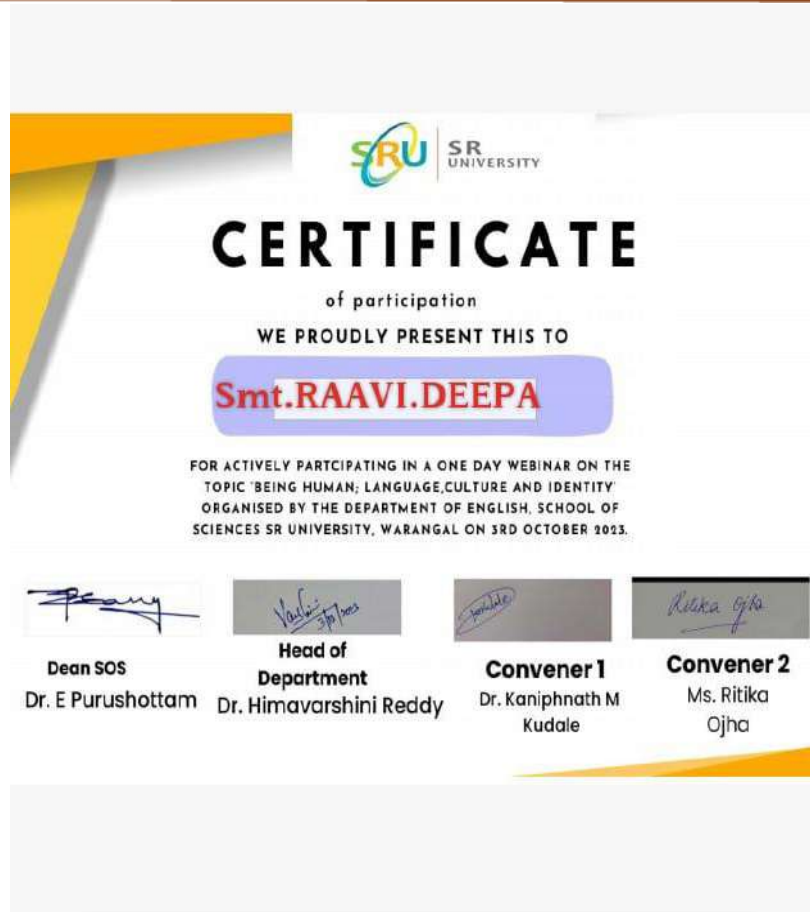 SRU
SR
UNIVERSITY
CERTIFICATE
of participation
WE PROUDLY PRESENT THIS TO
Smt.RAAVI.DEEPA
FOR ACTIVELY PARTCIPATING IN A ONE DAY WEBINAR ON THE
TOPIC 'BEING HUMAN; LANGUAGE,CULTURE AND IDENTITY'
ORGANISED BY THE DEPARTMENT OF ENGLISH, SCHOOL OF
SCIENCES SR UNIVERSITY, WARANGAL ON 3RD OCTOBER 2023.
3/10/2023
Ritika Ojha
Dean SOS
Dr. E Purushottam
Head of
Department
Dr. Himavarshini Reddy
Convener 1
Dr. Kaniphnath M
Kudale
Convener 2
Ms. Ritika
Ojha